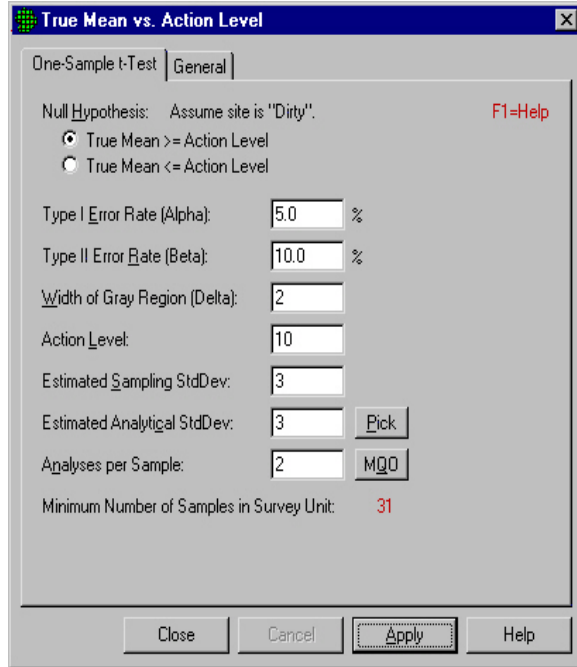 True Mean vs. Action Level
One-Sample t-Test General
Null Hypothesis: Assume site is "Dirty". F1=Help
True Mean >= Action Level
True Mean <= Action Level
Type I Error Rate (Alpha): 5.0 %
Type II Error Rate (Beta): 10.0 %
Width of Gray Region (Delta): 2
Action Level: 10
Estimated Sampling StdDev: 3
Estimated Analytical StdDev: 3 Pick
Analyses per Sample: 2 MQO
Minimum Number of Samples in Survey Unit: 31
Close Cancel Apply Help